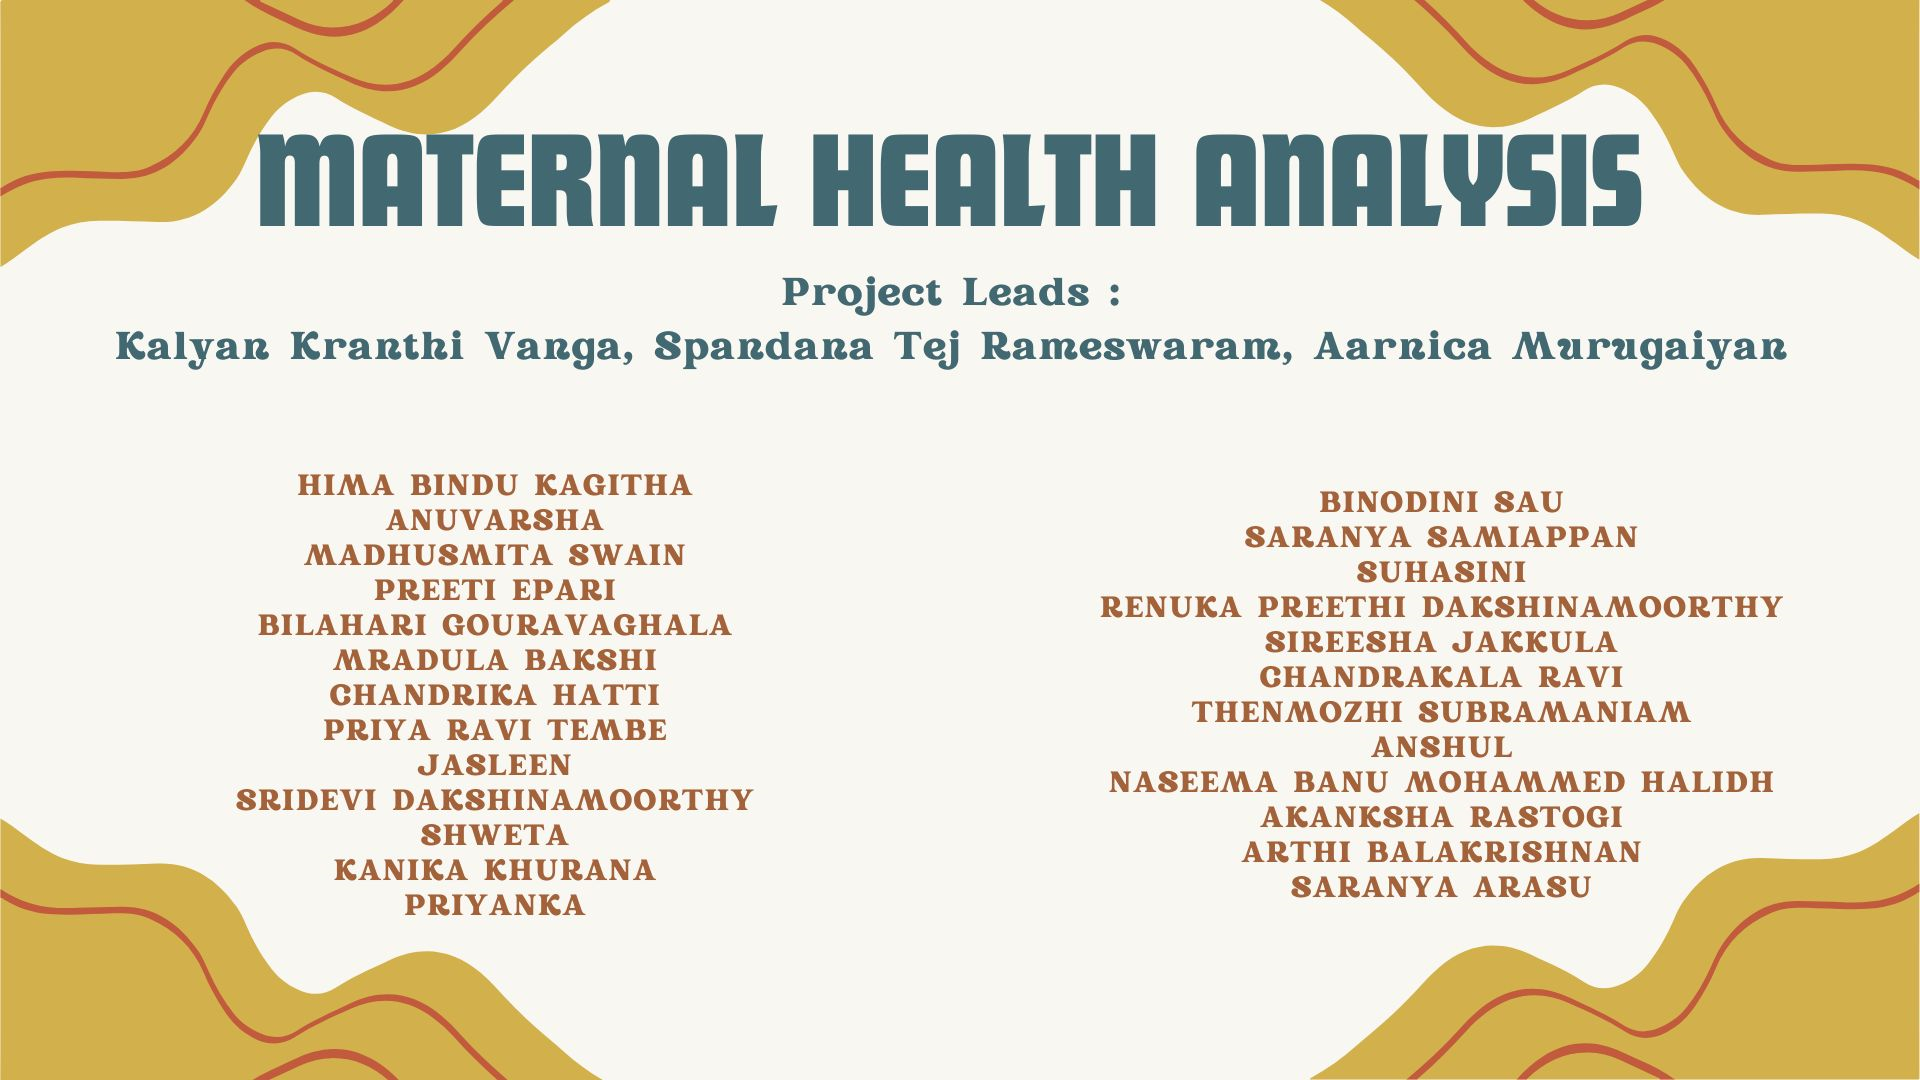 MATERNAL HEALTH ANALYSIS
Project Leads :
Kalyan Kranthi Vanga, Spandana Tej Rameswaram, Aarnica Murugaiyan
HIMA BINDU KAGITHA
ANUVARSHA
MADHUSMITA SWAIN
PREETI EPARI
BILAHARI GOURAVAGHALA
MRADULA BAKSHI
CHANDRIKA HATTI
PRIYA RAVI TEMBE
JASLEEN
SRIDEVI DAKSHINAMOORTHY
SHWETA
KANIKA KHURANA
PRIYANKA
BINODINI SAU
SARANYA SAMIAPPAN
SUHASINI
RENUKA PREETHI DAKSHINAMOORTHY
SIREESHA JAKKULA
CHANDRAKALA RAVI
THENMOZHI SUBRAMANIAM
ANSHUL
NASEEMA BANU MOHAMMED HALIDH
AKANKSHA RASTOGI
ARTHI BALAKRISHNAN
SARANYA ARASU